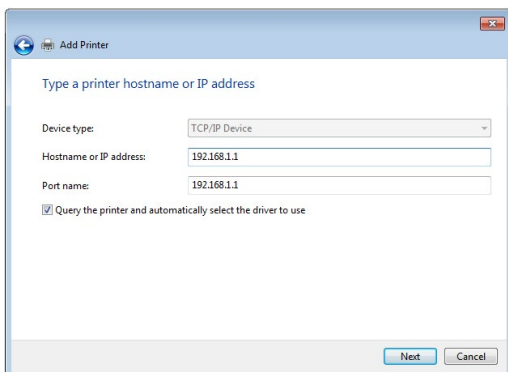 Add Printer
Type a printer hostname or IP address
Device type: TCP/IP Device
Hostname or IP address: 192.168.1.1
Port name: 192.168.1.1
Query the printer and automatically select the driver to use
Next Cancel